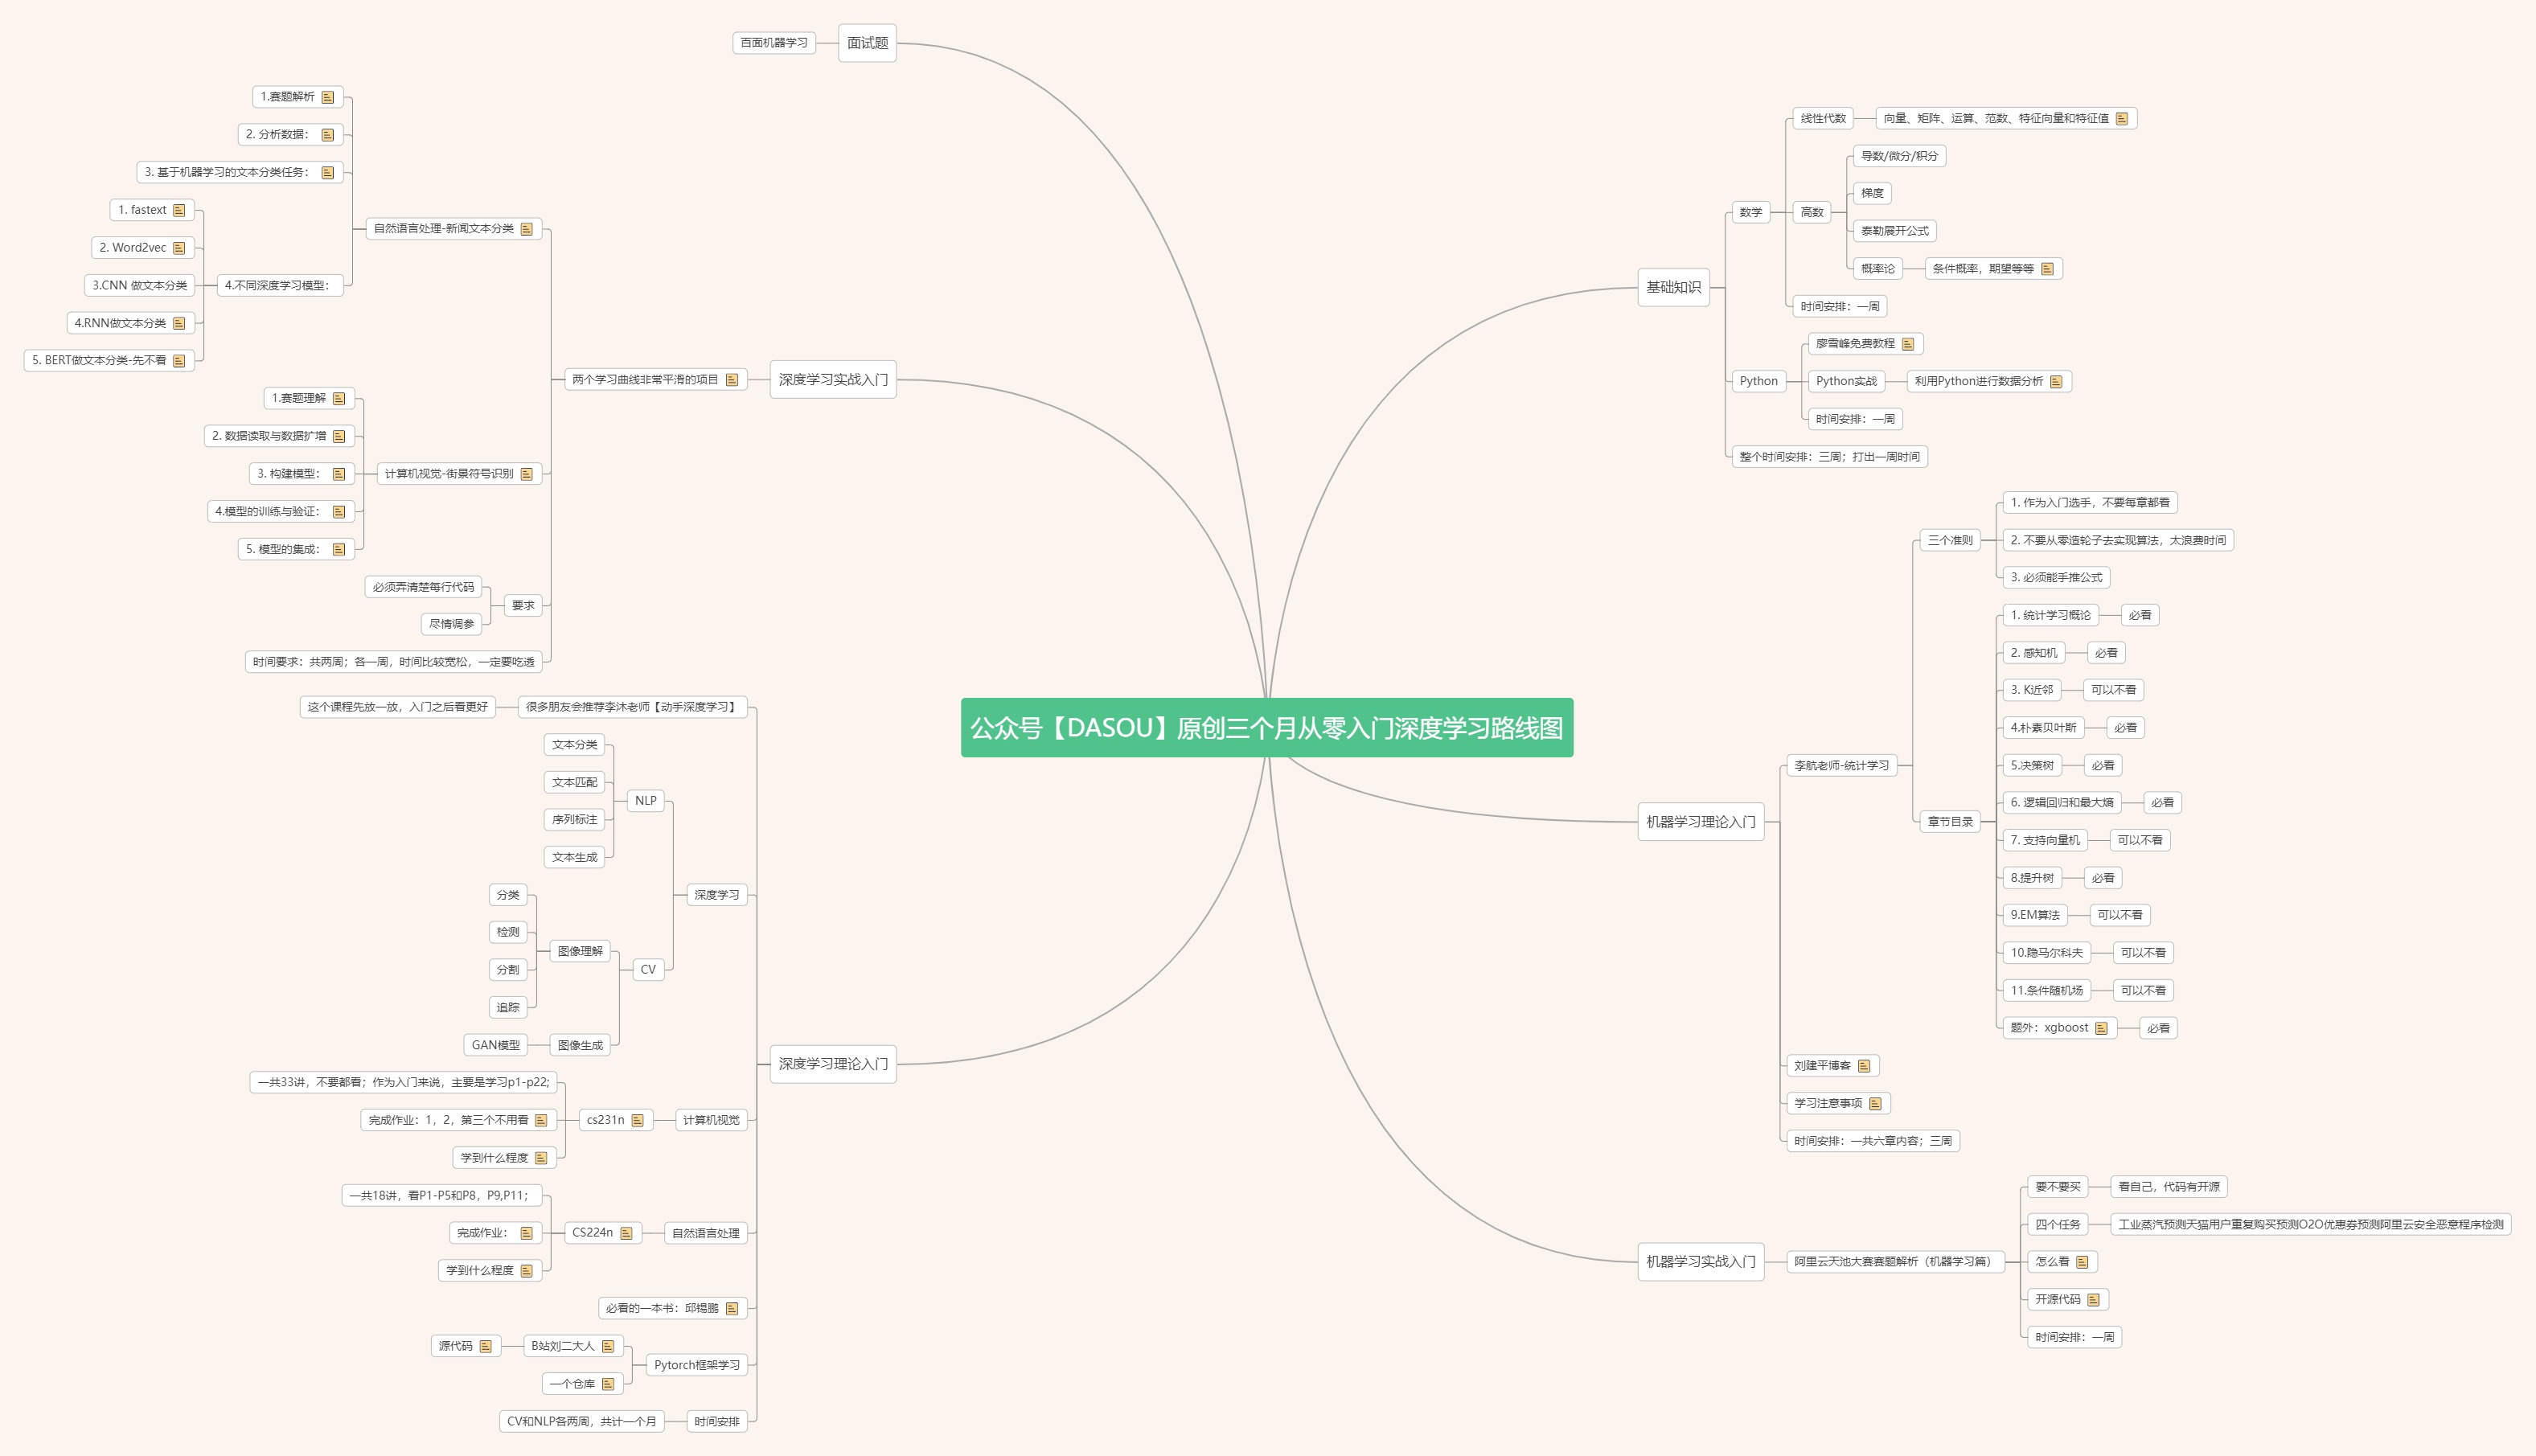 公众号【DASOU】原创三个月从零入门深度学习路线图
基础知识
数学
线性代数
向量、矩阵、运算、范数、特征向量和特征值
高数
导数/微分/积分
梯度
泰勒展开公式
概率论
条件概率，期望等等
时间安排：一周
Python
廖雪峰免费教程
Python实战
利用Python进行数据分析
时间安排：一周
整个时间安排：三周；打出一周时间
机器学习理论入门
李航老师-统计学习
三个准则
1. 作为入门选手，不要每章都看
2. 不要从零造轮子去实现算法，太浪费时间
3. 必须能手推公式
章节目录
1. 统计学习概论
必看
2. 感知机
必看
3. K近邻
可以不看
4.朴素贝叶斯
必看
5.决策树
必看
6. 逻辑回归和最大熵
必看
7. 支持向量机
可以不看
8.提升树
必看
9.EM算法
可以不看
10.隐马尔科夫
可以不看
11.条件随机场
可以不看
题外：xgboost
必看
刘建平博客
学习注意事项
时间安排：一共六章内容；三周
机器学习实战入门
阿里云天池大赛赛题解析（机器学习篇）
要不要买
看自己，代码有开源
四个任务
工业蒸汽预测天猫用户重复购买预测O2O优惠券预测阿里云安全恶意程序检测
怎么看
开源代码
时间安排：一周
面试题
百面机器学习
深度学习实战入门
两个学习曲线非常平滑的项目
自然语言处理-新闻文本分类
1.赛题解析
2. 分析数据：
3. 基于机器学习的文本分类任务：
4.不同深度学习模型：
1. fastext
2. Word2vec
3.CNN 做文本分类
4.RNN做文本分类
5. BERT做文本分类-先不看
计算机视觉-街景符号识别
1.赛题理解
2. 数据读取与数据扩增
3. 构建模型：
4.模型的训练与验证：
5. 模型的集成：
要求
必须弄清楚每行代码
尽情调参
时间要求：共两周；各一周，时间比较宽松，一定要吃透
深度学习理论入门
很多朋友会推荐李沐老师【动手深度学习】
这个课程先放一放，入门之后看更好
深度学习
NLP
文本分类
文本匹配
序列标注
文本生成
CV
图像理解
分类
检测
分割
追踪
图像生成
GAN模型
计算机视觉
cs231n
一共33讲，不要都看；作为入门来说，主要是学习p1-p22;
完成作业：1，2，第三个不用看
学到什么程度
自然语言处理
CS224n
一共18讲，看P1-P5和P8，P9,P11；
完成作业：
学到什么程度
必看的一本书：邱锡鹏
Pytorch框架学习
B站刘二大人
源代码
一个仓库
时间安排
CV和NLP各两周，共计一个月